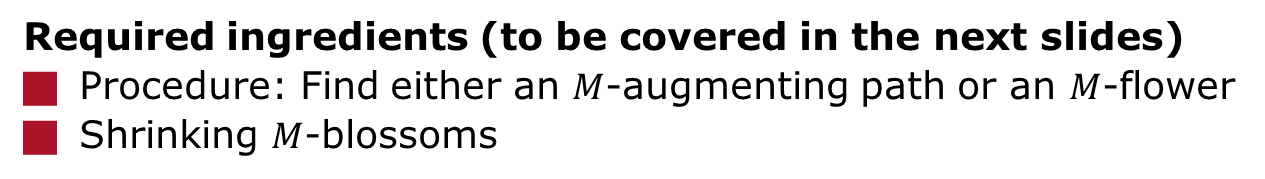 Required ingredients (to be covered in the next slides)
Procedure: Find either an M-augmenting path or an M-flower
Shrinking M-blossoms